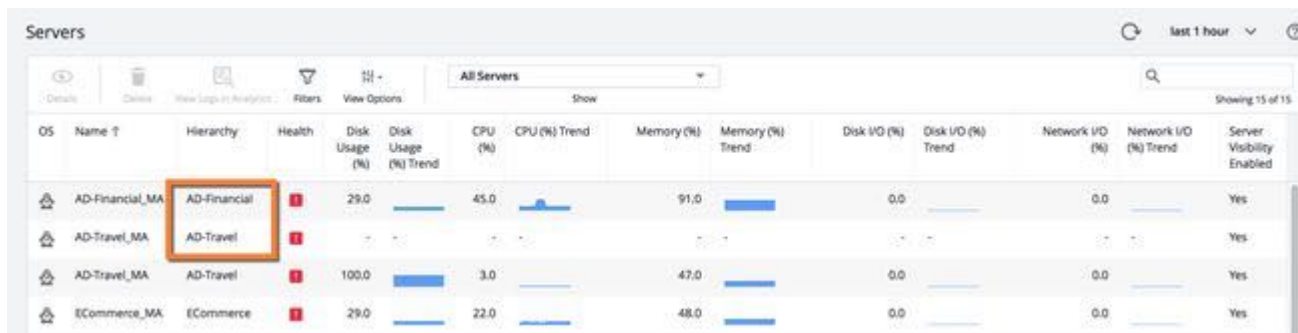 Servers
last 1 hour
Details Delete View Logs in Analytics Filters View Options All Servers Show
Showing 15 of 15
OS Name ↑ Hierarchy Health Disk Usage (%) Disk Usage (%) Trend CPU (%) CPU (%) Trend Memory (%) Memory (%) Trend Disk I/O (%) Disk I/O (%) Trend Network I/O (%) Network I/O (%) Trend Server Visibility Enabled
AD-Financial_MA AD-Financial 29.0 45.0 91.0 0.0 0.0 Yes
AD-Travel_MA AD-Travel - - - - - - - - - - Yes
AD-Travel_MA AD-Travel 100.0 3.0 47.0 0.0 0.0 Yes
ECommerce_MA ECommerce 29.0 22.0 48.0 0.0 0.0 Yes